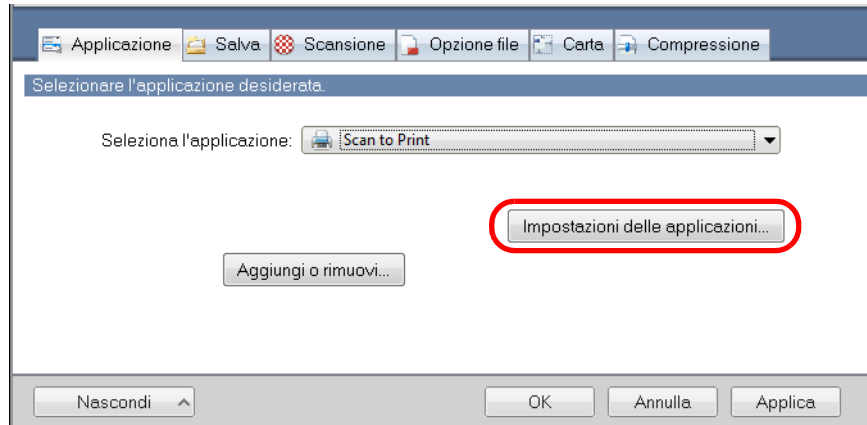 Applicazione Salva Scansione Opzione file Carta Compressione
Selezionare l'applicazione desiderata.
Seleziona l'applicazione: Scan to Print
Impostazioni delle applicazioni...
Aggiungi o rimuovi...
Nascondi OK Annulla Applica